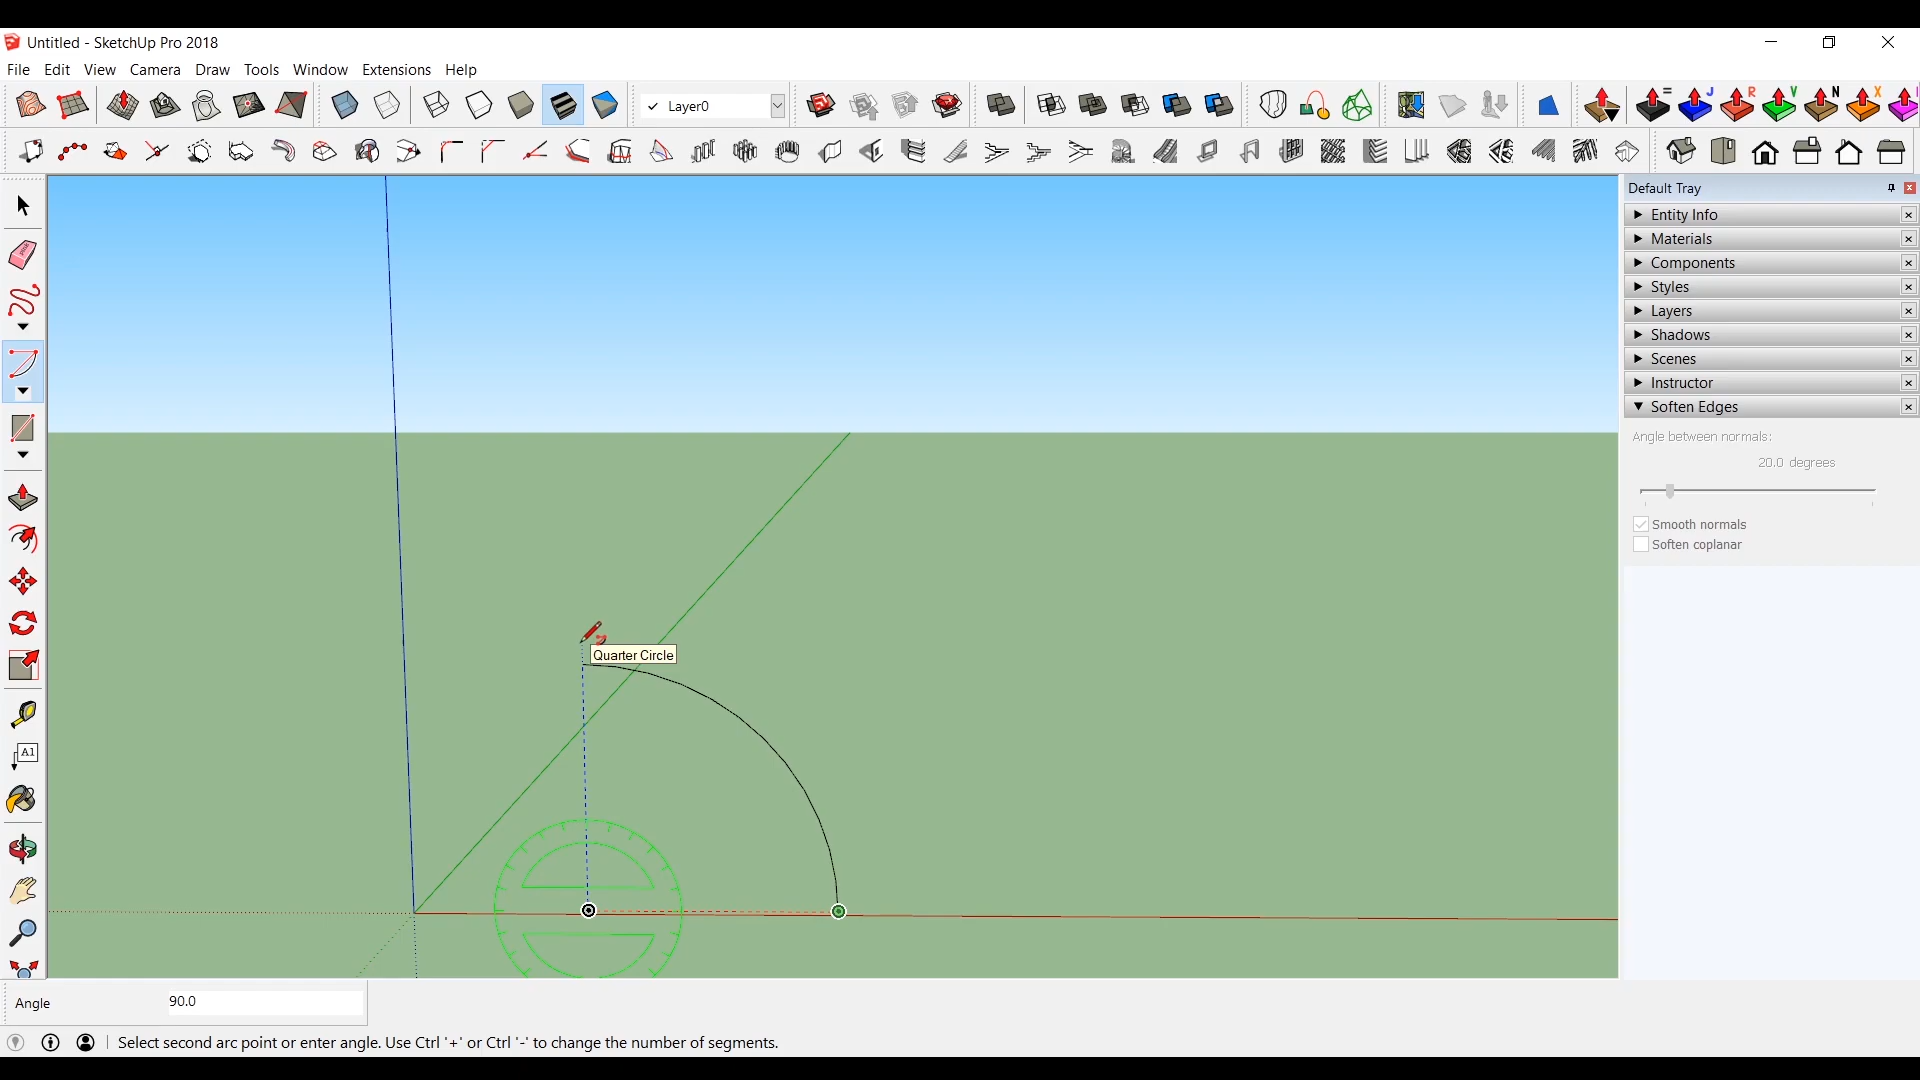 Untitled - SketchUp Pro 2018
File Edit View Camera Draw Tools Window Extensions Help
Layer0
= J R V N X
Default Tray
Entity Info
Materials
Components
Styles
Layers
Shadows
Scenes
Instructor
Soften Edges
Angle between normals:
20.0 degrees
Smooth normals
Soften coplanar
A1
Quarter Circle
Angle 90.0
Select second arc point or enter angle. Use Ctrl '+' or Ctrl '-' to change the number of segments.